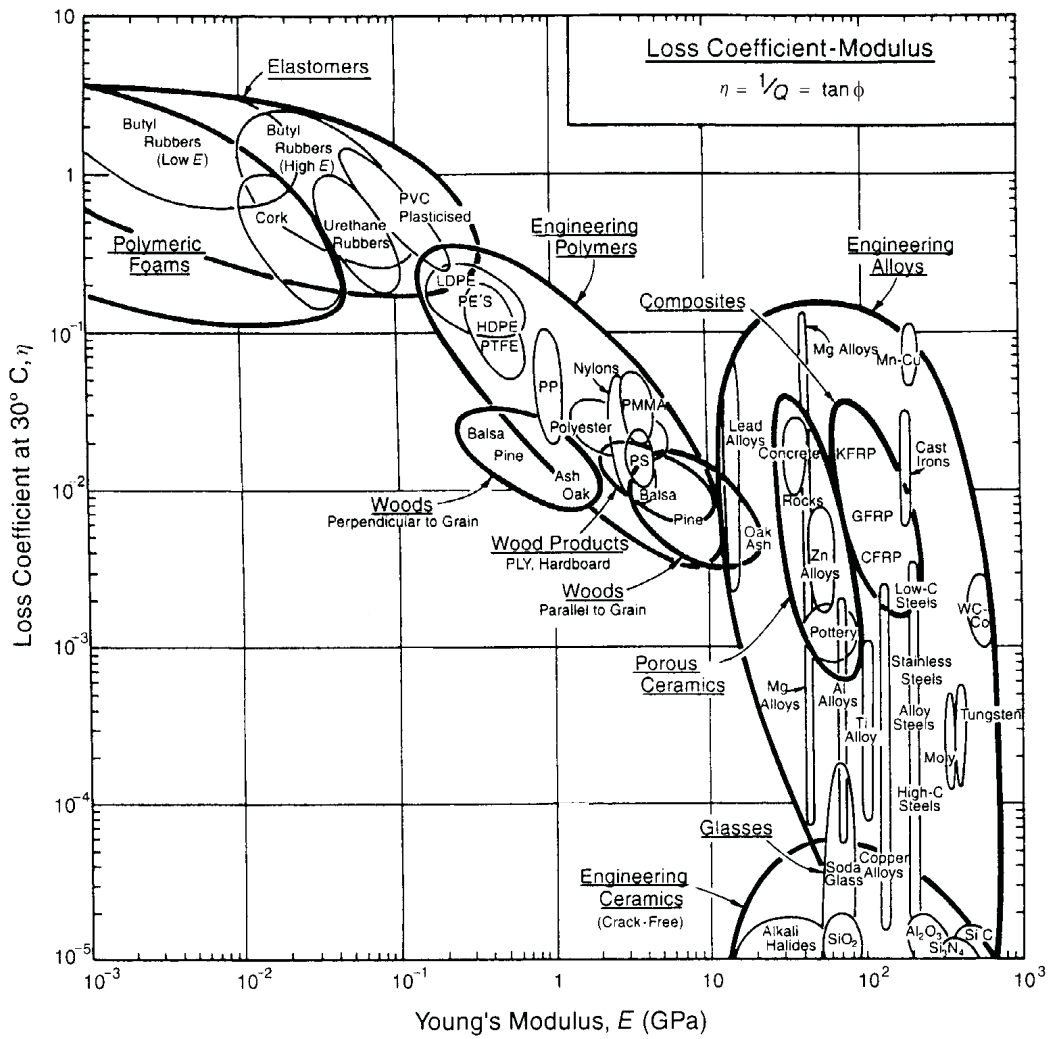 Loss Coefficient-Modulus
η = 1/Q = tan ϕ
Loss Coefficient at 30° C, η
10
1
10⁻¹
10⁻²
10⁻³
10⁻⁴
10⁻⁵
Elastomers
Butyl
Rubbers
(Low E)
Butyl
Rubbers
(High E)
PVC
Plasticised
Cork
Urethane
Rubbers
Polymeric
Foams
Engineering
Polymers
Engineering
Alloys
Composites
LDPE
PE'S
HDPE
PTFE
Mg Alloys
Mn-Cu
Nylons
PP
PMMA
Polyester
PS
Lead
Alloys
Concrete
KFRP
Cast
Irons
Balsa
Pine
Ash
Oak
Balsa
Pine
Rocks
GFRP
Woods
Perpendicular to Grain
Wood Products
PLY, Hardboard
Oak
Ash
Zn
Alloys
CFRP
Woods
Parallel to Grain
Low-C
Steels
WC-
Co
Pottery
Porous
Ceramics
Stainless
Steels
Mg
Alloys
Al
Alloys
Ti
Alloy
Alloy
Steels
Tungsten
Moly
High-C
Steels
Glasses
Soda
Glass
Copper
Alloys
Engineering
Ceramics
(Crack-Free)
Alkali
Halides
SiO₂
Al₂O₃
Si₃N₄
SiC
10⁻³
10⁻²
10⁻¹
1
10
10²
10³
Young's Modulus, E (GPa)